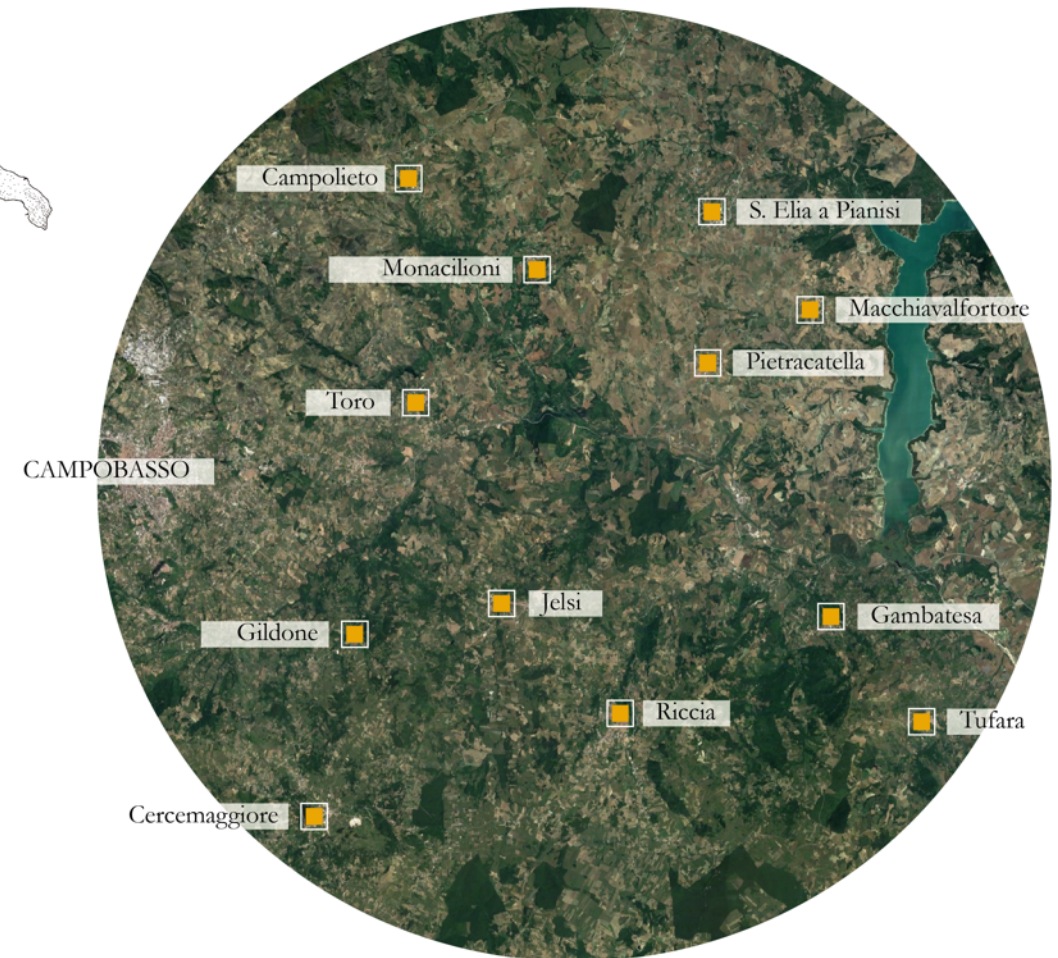 Campolieto
S. Elia a Pianisi
Monacilioni
Macchiavalfortore
Pietracatella
Toro
CAMPOBASSO
Jelsi
Gambatesa
Gildone
Riccia
Tufara
Cercemaggiore